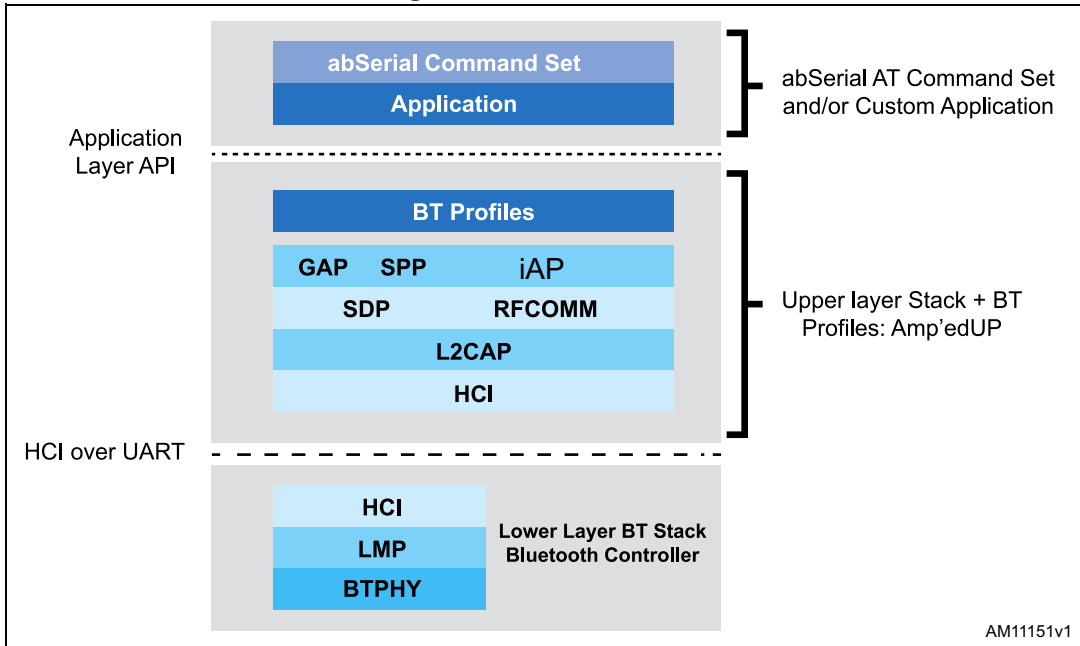 abSerial Command Set
Application
abSerial AT Command Set
and/or Custom Application
Application
Layer API
BT Profiles
GAP SPP iAP
SDP RFCOMM
L2CAP
HCI
Upper layer Stack + BT
Profiles: Amp’edUP
HCI over UART
HCI
LMP
BTPHY
Lower Layer BT Stack
Bluetooth Controller
AM11151v1